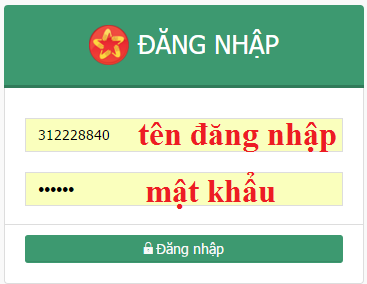 ĐĂNG NHẬP
312228840 tên đăng nhập
•••••• mật khẩu
Đăng nhập